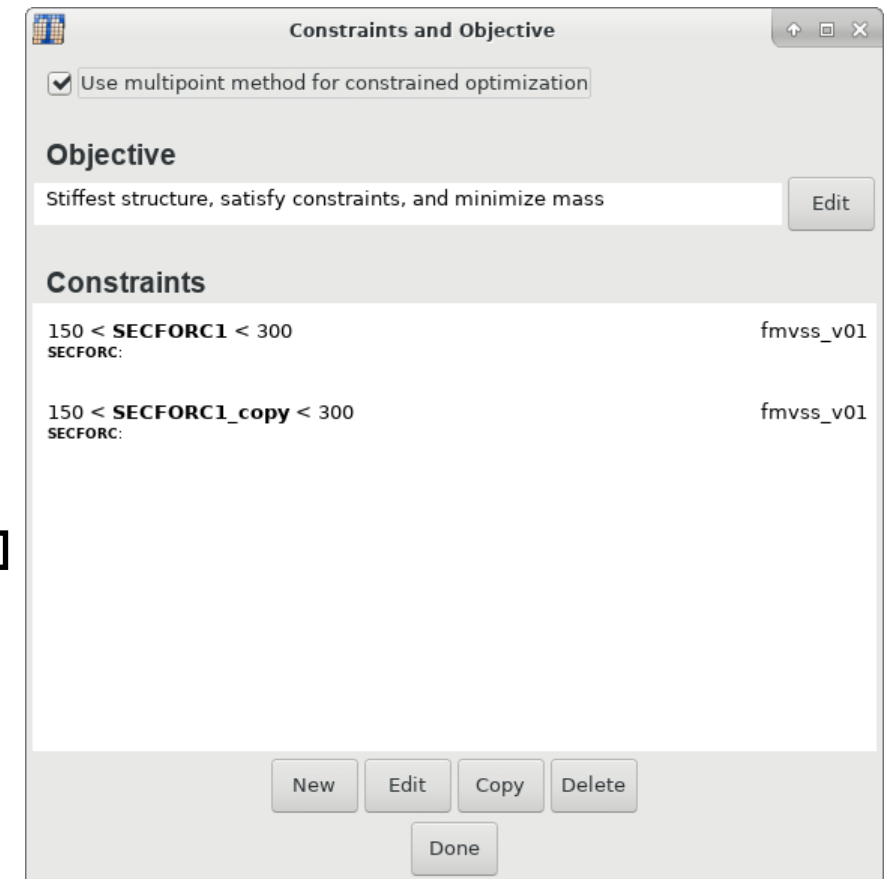 Constraints and Objective
Use multipoint method for constrained optimization
Objective
Stiffest structure, satisfy constraints, and minimize mass
Edit
Constraints
150 < SECFORC1 < 300 fmvss_v01
SECFORC:
150 < SECFORC1_copy < 300 fmvss_v01
SECFORC:
New Edit Copy Delete
Done